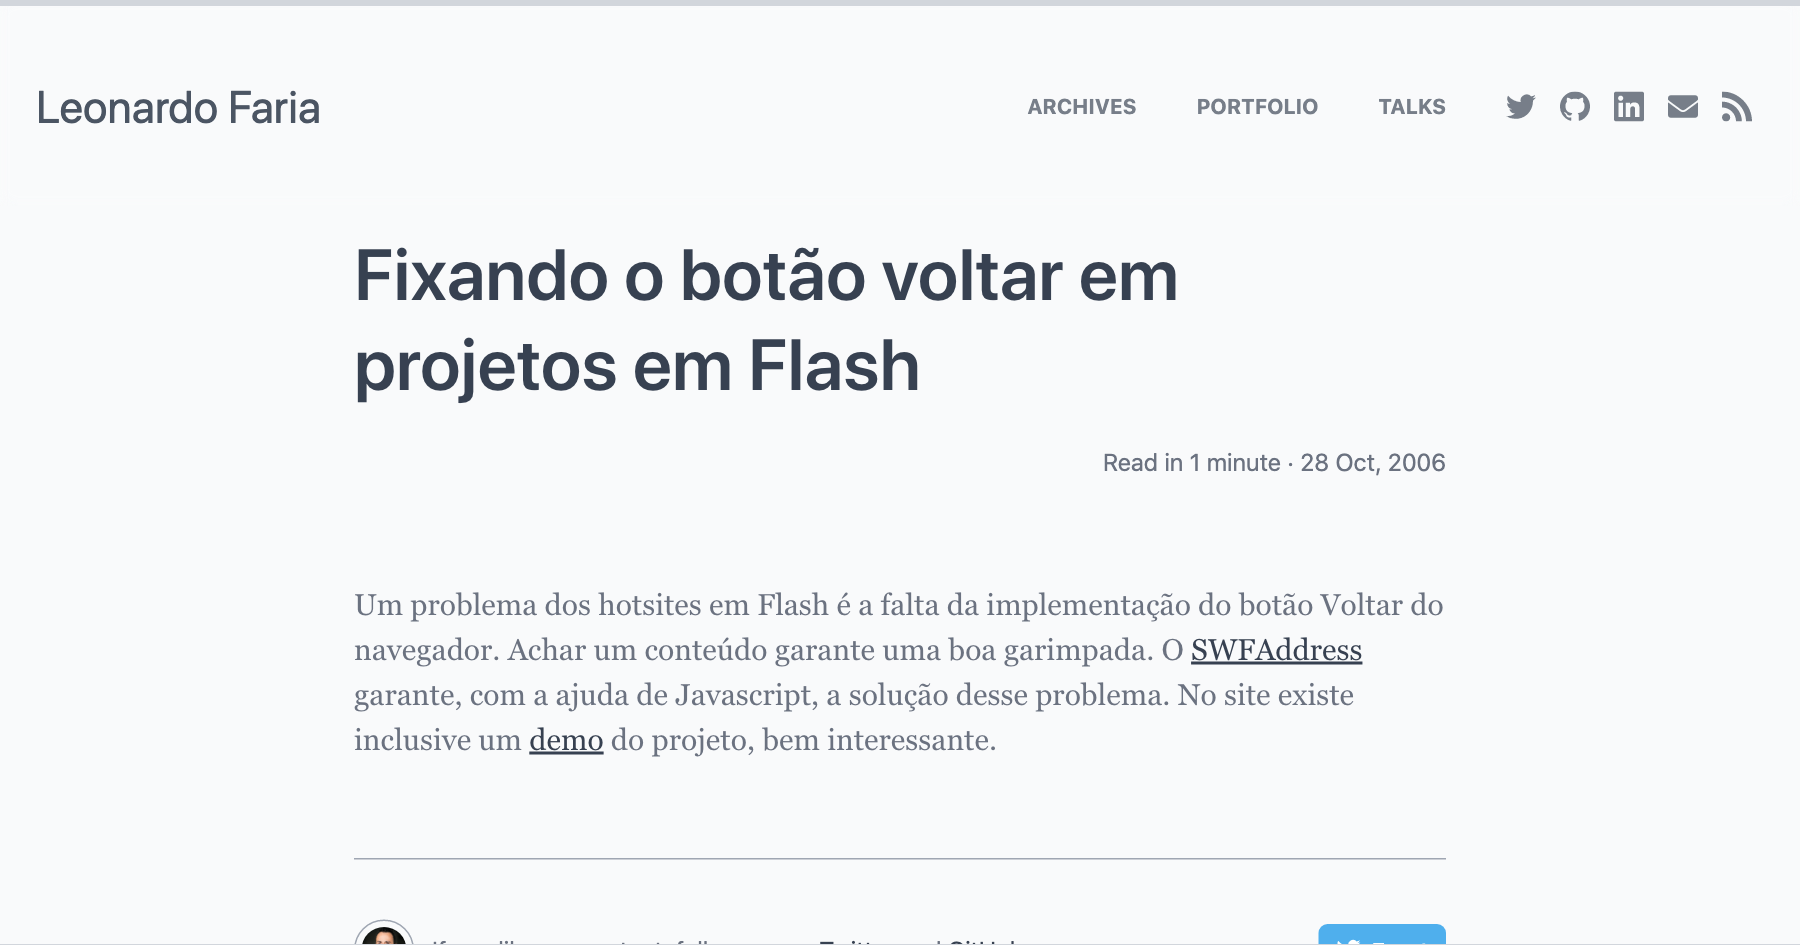 Leonardo Faria
ARCHIVES PORTFOLIO TALKS
Fixando o botão voltar em
projetos em Flash
Read in 1 minute · 28 Oct, 2006
Um problema dos hotsites em Flash é a falta da implementação do botão Voltar do
navegador. Achar um conteúdo garante uma boa garimpada. O SWFAddress
garante, com a ajuda de Javascript, a solução desse problema. No site existe
inclusive um demo do projeto, bem interessante.